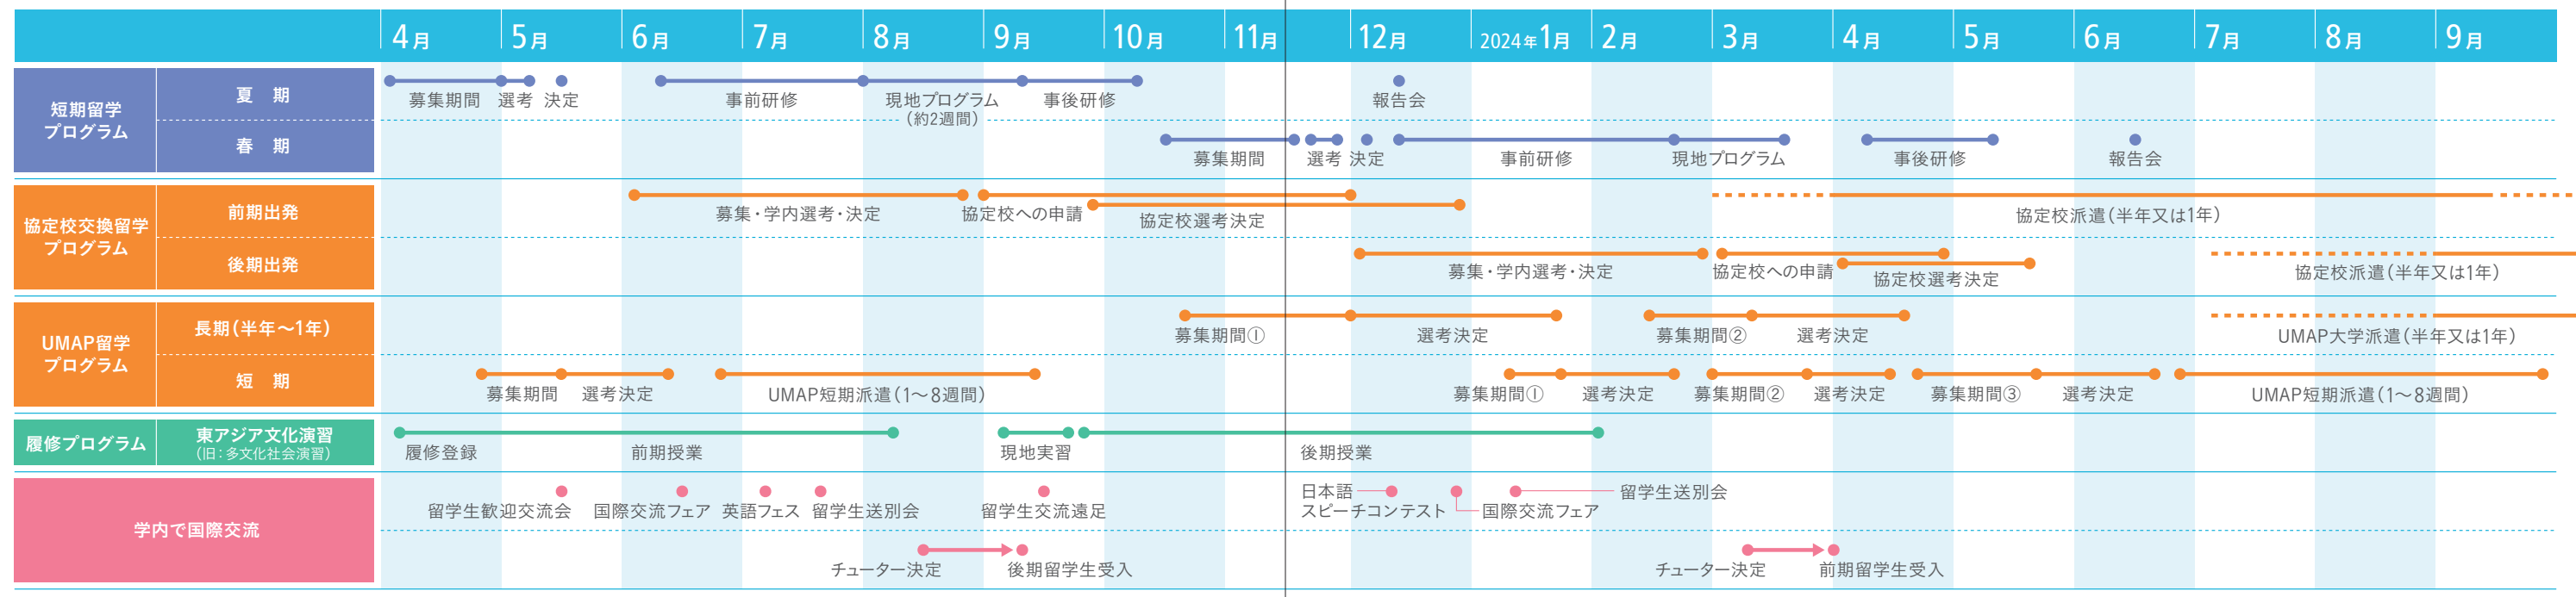 4月 5月 6月 7月 8月 9月 10月 11月 12月 2024年1月 2月 3月 4月 5月 6月 7月 8月 9月
短期留学
プログラム
夏 期
募集期間 選考 決定 事前研修 現地プログラム 事後研修 報告会
(約2週間)
春 期
募集期間 選考 決定 事前研修 現地プログラム 事後研修 報告会
協定校交換留学
プログラム
前期出発
募集・学内選考・決定 協定校への申請 協定校選考決定 協定校派遣(半年又は1年)
後期出発
募集・学内選考・決定 協定校への申請 協定校選考決定 協定校派遣(半年又は1年)
UMAP留学
プログラム
長期(半年〜1年)
募集期間① 選考決定 募集期間② 選考決定 UMAP大学派遣(半年又は1年)
短 期
募集期間 選考決定 UMAP短期派遣(1〜8週間) 募集期間① 選考決定 募集期間② 選考決定 募集期間③ 選考決定 UMAP短期派遣(1〜8週間)
履修プログラム
東アジア文化演習
(旧:多文化社会演習)
履修登録 前期授業 現地実習 後期授業
学内で国際交流
留学生歓迎交流会 国際交流フェア 英語フェス 留学生送別会 留学生交流遠足
日本語
スピーチコンテスト
国際交流フェア
留学生送別会
チューター決定 後期留学生受入 チューター決定 前期留学生受入